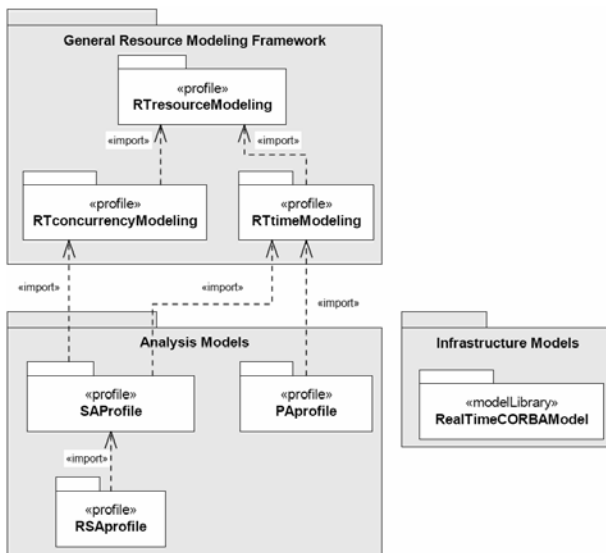 General Resource Modeling Framework
«profile»
RTresourceModeling
«import»
«import»
«profile»
RTconcurrencyModeling
«profile»
RTtimeModeling
«import»
«import»
«import»
Analysis Models
Infrastructure Models
«profile»
SAProfile
«profile»
PAprofile
«modelLibrary»
RealTimeCORBAModel
«import»
«profile»
RSAprofile